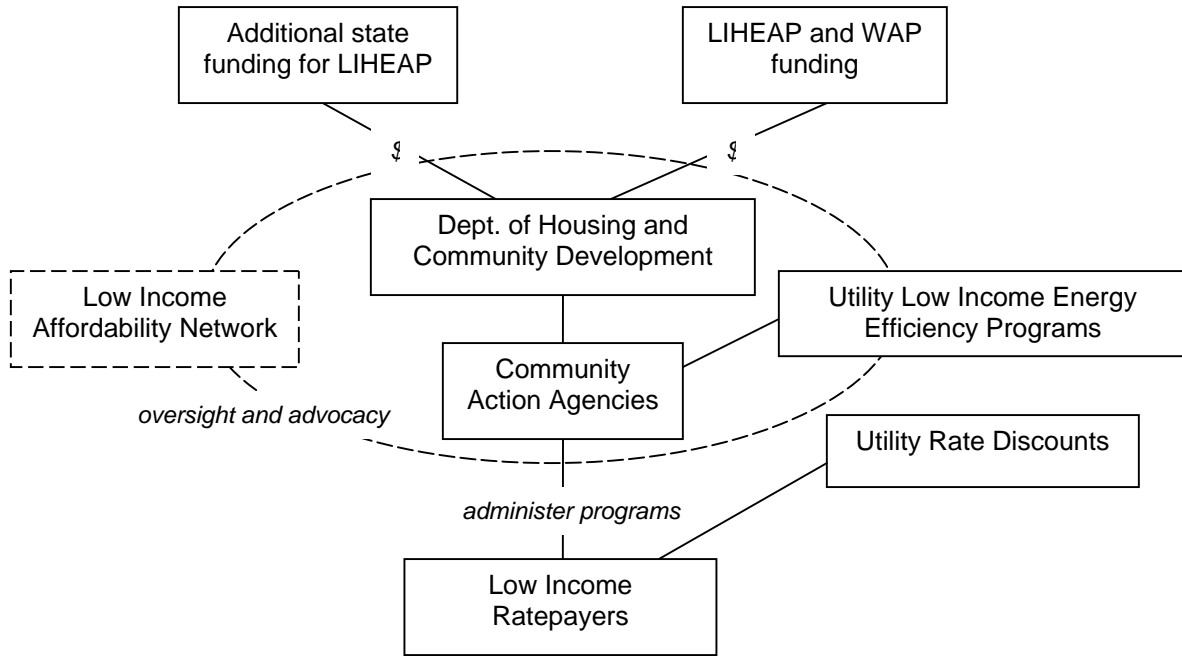 Additional state
funding for LIHEAP
LIHEAP and WAP
funding
$
$
Dept. of Housing and
Community Development
Low Income
Affordability Network
Utility Low Income Energy
Efficiency Programs
Community
Action Agencies
oversight and advocacy
Utility Rate Discounts
administer programs
Low Income
Ratepayers